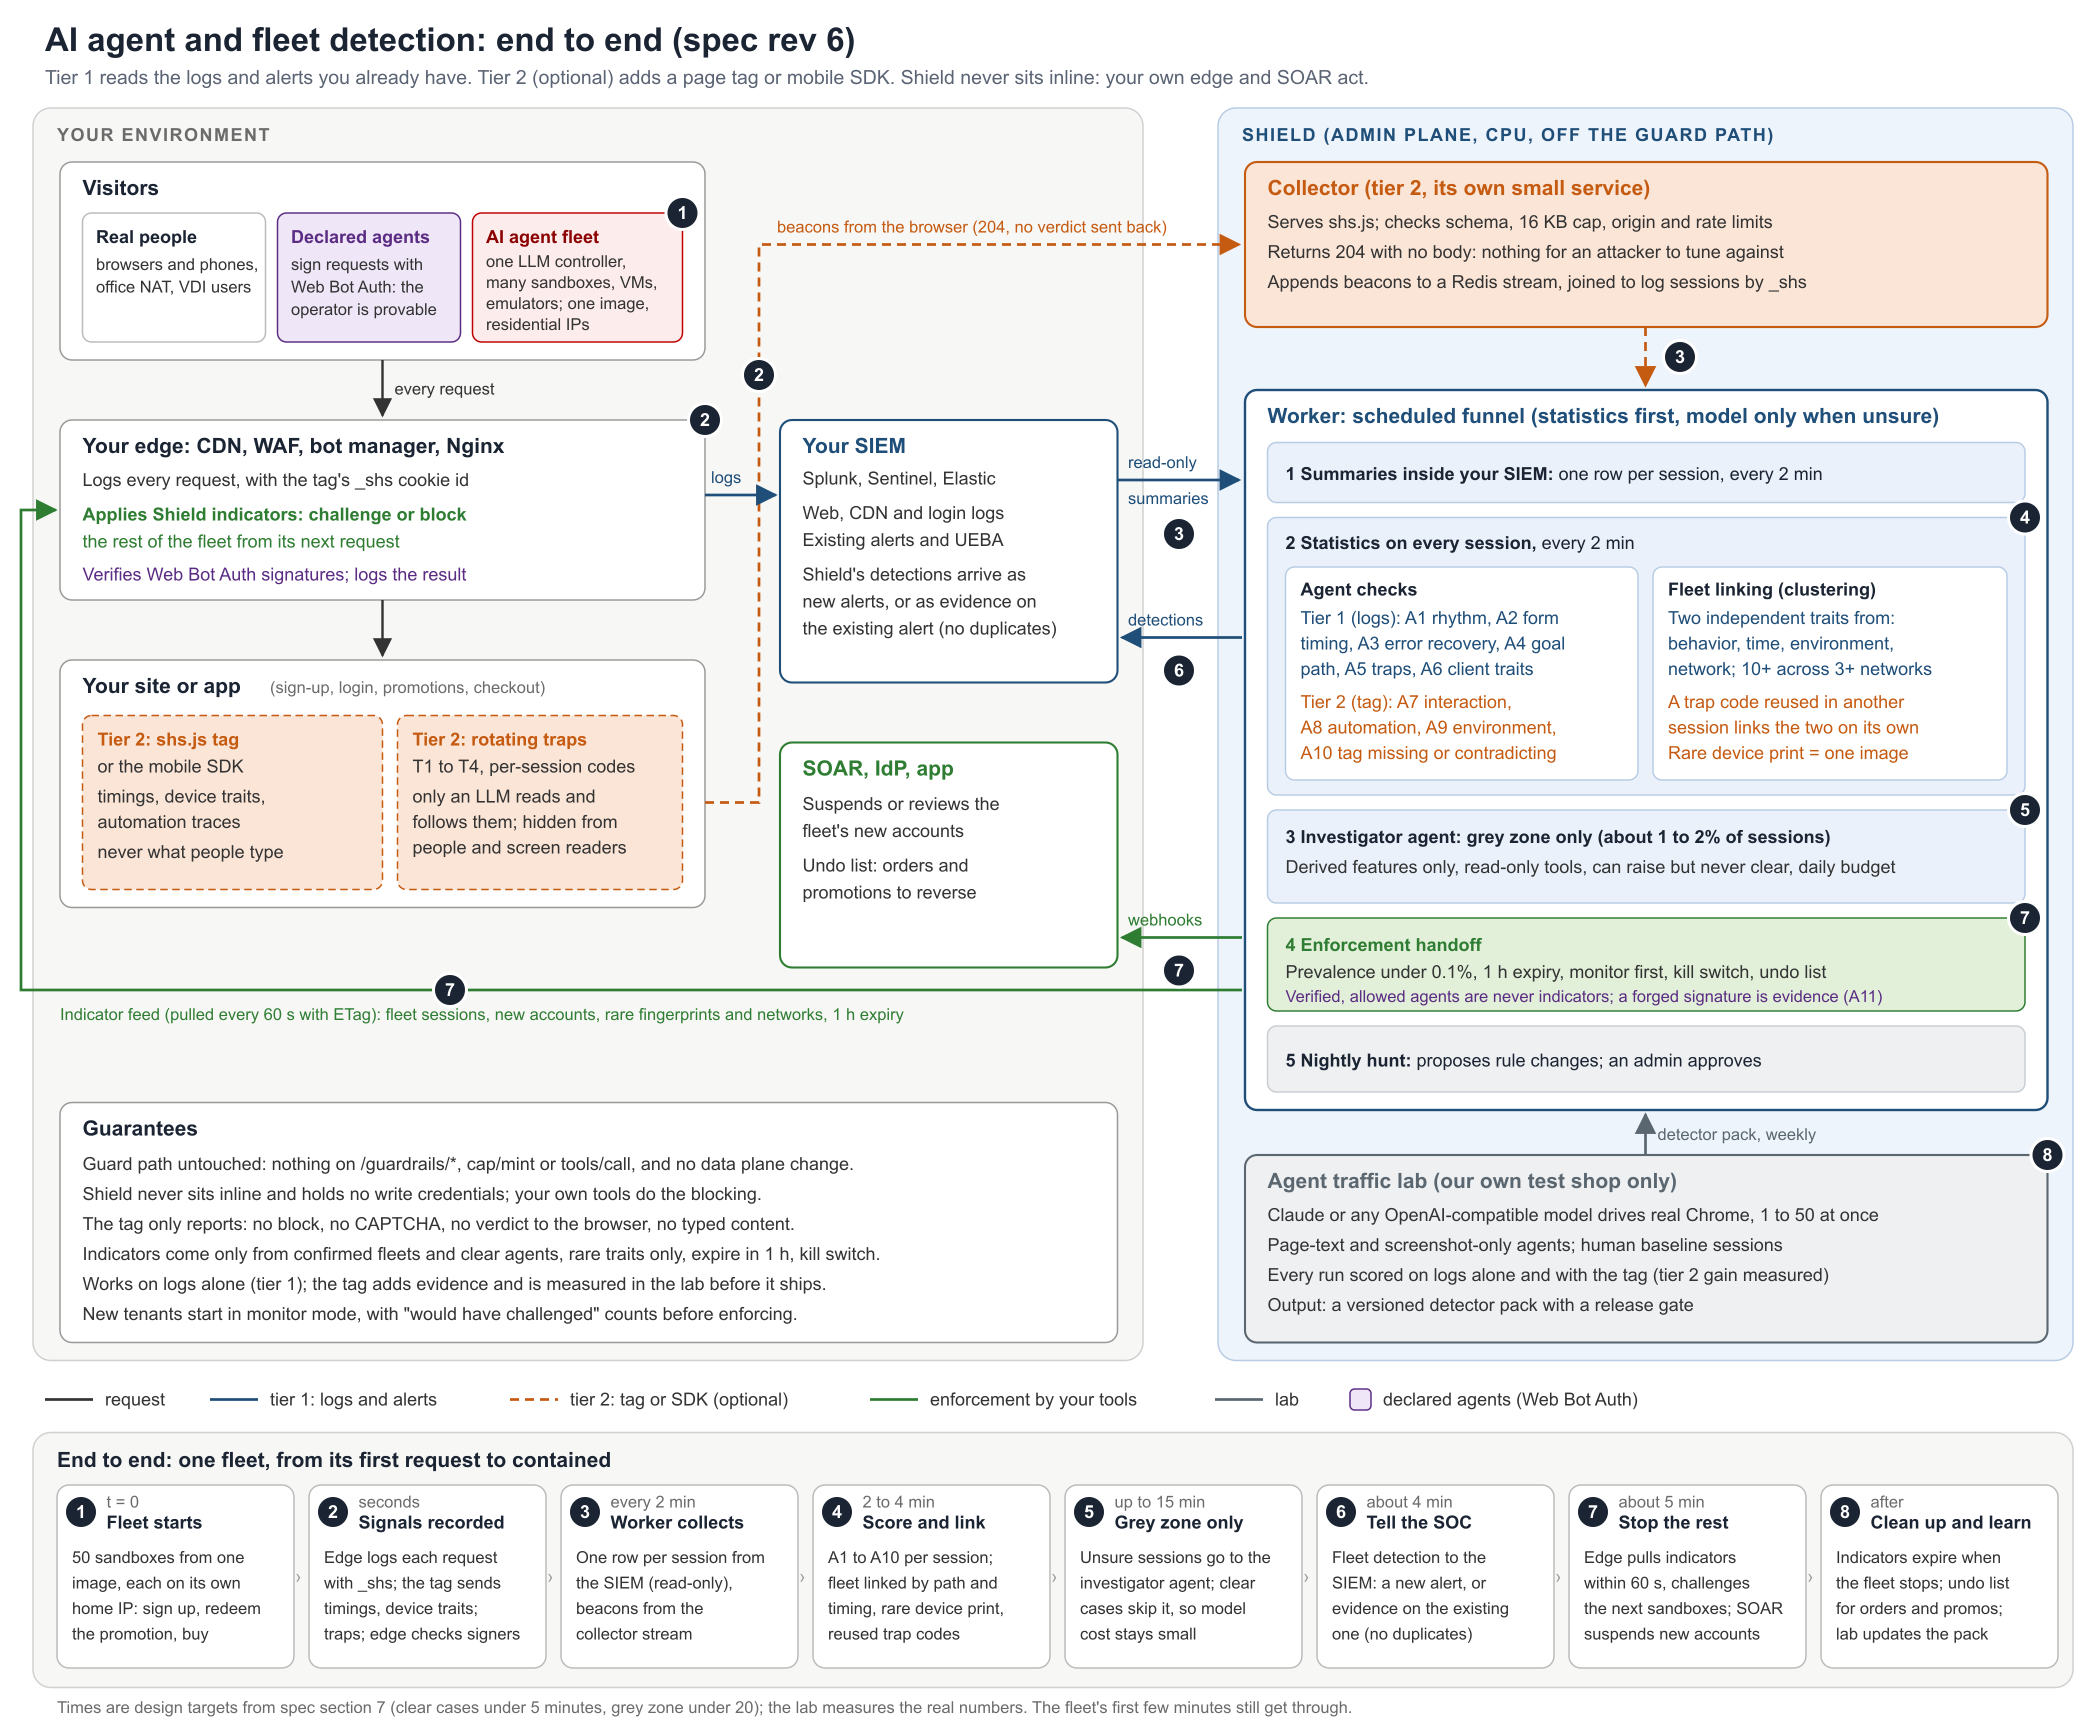 AI agent and fleet detection: end to end (spec rev 6)
Tier 1 reads the logs and alerts you already have. Tier 2 (optional) adds a page tag or mobile SDK. Shield never sits inline: your own edge and SOAR act.
YOUR ENVIRONMENT
Visitors
1
Real people
browsers and phones,
office NAT, VDI users
Declared agents
sign requests with
Web Bot Auth: the
operator is provable
AI agent fleet
one LLM controller,
many sandboxes, VMs,
emulators; one image,
residential IPs
every request
2
Your edge: CDN, WAF, bot manager, Nginx
Logs every request, with the tag's _shs cookie id
Applies Shield indicators: challenge or block
the rest of the fleet from its next request
Verifies Web Bot Auth signatures; logs the result
logs
Your site or app
(sign-up, login, promotions, checkout)
Tier 2: shs.js tag
or the mobile SDK
timings, device traits,
automation traces
never what people type
Tier 2: rotating traps
T1 to T4, per-session codes
only an LLM reads and
follows them; hidden from
people and screen readers
beacons from the browser (204, no verdict sent back)
2
Your SIEM
Splunk, Sentinel, Elastic
Web, CDN and login logs
Existing alerts and UEBA
Shield's detections arrive as
new alerts, or as evidence on
the existing alert (no duplicates)
read-only
summaries
3
detections
6
SOAR, IdP, app
Suspends or reviews the
fleet's new accounts
Undo list: orders and
promotions to reverse
webhooks
7
7
Indicator feed (pulled every 60 s with ETag): fleet sessions, new accounts, rare fingerprints and networks, 1 h expiry
Guarantees
Guard path untouched: nothing on /guardrails/*, cap/mint or tools/call, and no data plane change.
Shield never sits inline and holds no write credentials; your own tools do the blocking.
The tag only reports: no block, no CAPTCHA, no verdict to the browser, no typed content.
Indicators come only from confirmed fleets and clear agents, rare traits only, expire in 1 h, kill switch.
Works on logs alone (tier 1); the tag adds evidence and is measured in the lab before it ships.
New tenants start in monitor mode, with "would have challenged" counts before enforcing.
SHIELD (ADMIN PLANE, CPU, OFF THE GUARD PATH)
Collector (tier 2, its own small service)
Serves shs.js; checks schema, 16 KB cap, origin and rate limits
Returns 204 with no body: nothing for an attacker to tune against
Appends beacons to a Redis stream, joined to log sessions by _shs
3
Worker: scheduled funnel (statistics first, model only when unsure)
1 Summaries inside your SIEM: one row per session, every 2 min
4
2 Statistics on every session, every 2 min
Agent checks
Tier 1 (logs): A1 rhythm, A2 form
timing, A3 error recovery, A4 goal
path, A5 traps, A6 client traits
Tier 2 (tag): A7 interaction,
A8 automation, A9 environment,
A10 tag missing or contradicting
Fleet linking (clustering)
Two independent traits from:
behavior, time, environment,
network; 10+ across 3+ networks
A trap code reused in another
session links the two on its own
Rare device print = one image
5
3 Investigator agent: grey zone only (about 1 to 2% of sessions)
Derived features only, read-only tools, can raise but never clear, daily budget
7
4 Enforcement handoff
Prevalence under 0.1%, 1 h expiry, monitor first, kill switch, undo list
Verified, allowed agents are never indicators; a forged signature is evidence (A11)
5 Nightly hunt: proposes rule changes; an admin approves
detector pack, weekly
8
Agent traffic lab (our own test shop only)
Claude or any OpenAI-compatible model drives real Chrome, 1 to 50 at once
Page-text and screenshot-only agents; human baseline sessions
Every run scored on logs alone and with the tag (tier 2 gain measured)
Output: a versioned detector pack with a release gate
request
tier 1: logs and alerts
tier 2: tag or SDK (optional)
enforcement by your tools
lab
declared agents (Web Bot Auth)
End to end: one fleet, from its first request to contained
1
t = 0
Fleet starts
50 sandboxes from one
image, each on its own
home IP: sign up, redeem
the promotion, buy
2
seconds
Signals recorded
Edge logs each request
with _shs; the tag sends
timings, device traits;
traps; edge checks signers
3
every 2 min
Worker collects
One row per session from
the SIEM (read-only),
beacons from the
collector stream
4
2 to 4 min
Score and link
A1 to A10 per session;
fleet linked by path and
timing, rare device print,
reused trap codes
5
up to 15 min
Grey zone only
Unsure sessions go to the
investigator agent; clear
cases skip it, so model
cost stays small
6
about 4 min
Tell the SOC
Fleet detection to the
SIEM: a new alert, or
evidence on the existing
one (no duplicates)
7
about 5 min
Stop the rest
Edge pulls indicators
within 60 s, challenges
the next sandboxes; SOAR
suspends new accounts
8
after
Clean up and learn
Indicators expire when
the fleet stops; undo list
for orders and promos;
lab updates the pack
Times are design targets from spec section 7 (clear cases under 5 minutes, grey zone under 20); the lab measures the real numbers. The fleet's first few minutes still get through.